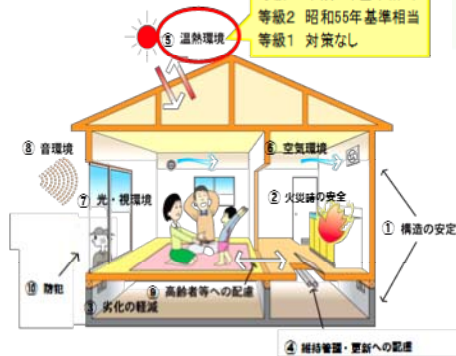 等級2 昭和55年基準相当
等級1 対策なし
⑤ 温熱環境
⑧ 音環境
⑥ 空気環境
⑦ 光・視環境
② 火災時の安全
① 構造の安定
⑨ 高齢者等への配慮
⑩ 防犯
③ 劣化の軽減
④ 維持管理・更新への配慮